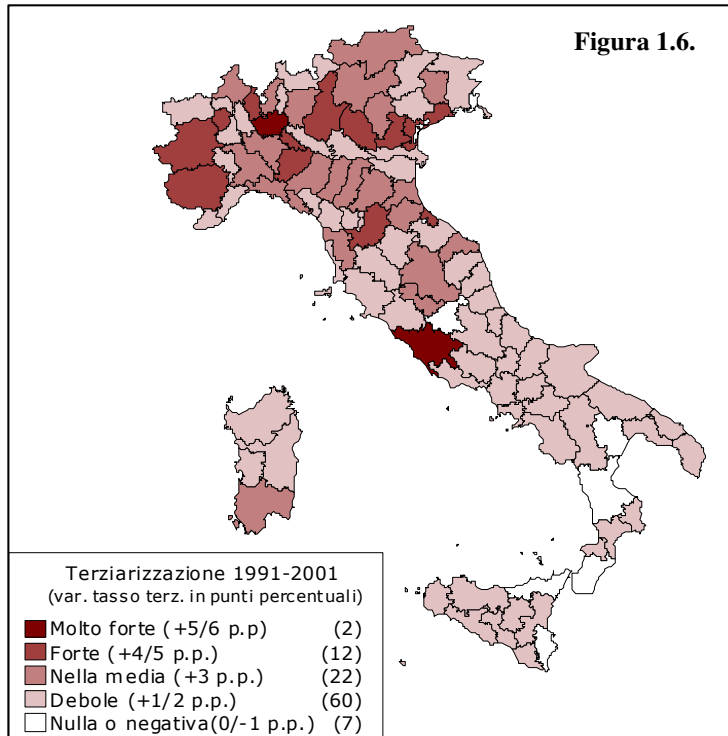 Figura 1.6.
Terziarizzazione 1991-2001
(var. tasso terz. in punti percentuali)
Molto forte (+5/6 p.p) (2)
Forte (+4/5 p.p.) (12)
Nella media (+3 p.p.) (22)
Debole (+1/2 p.p.) (60)
Nulla o negativa(0/-1 p.p.) (7)